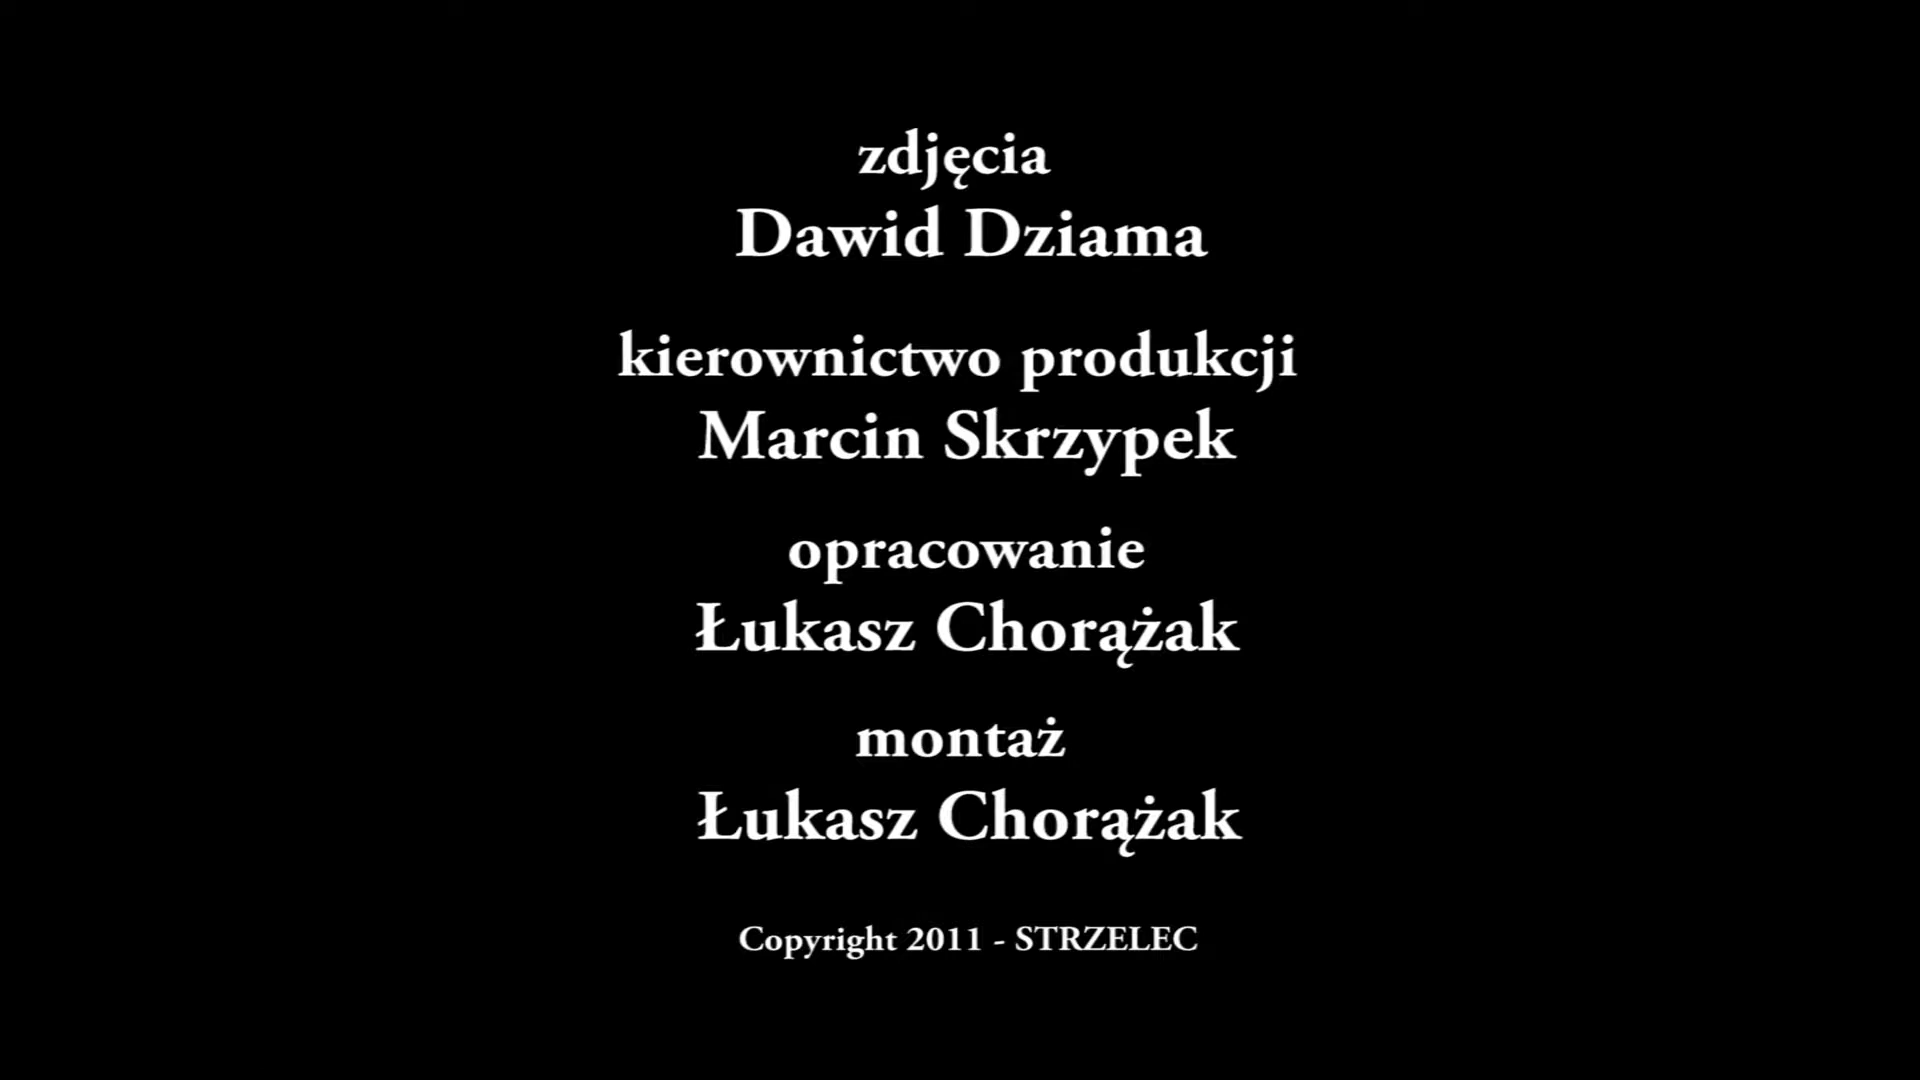 zdjęcia
Dawid Dziama
kierownictwo produkcji
Marcin Skrzypek
opracowanie
Łukasz Chorążak
montaż
Łukasz Chorążak
Copyright 2011 - STRZELEC